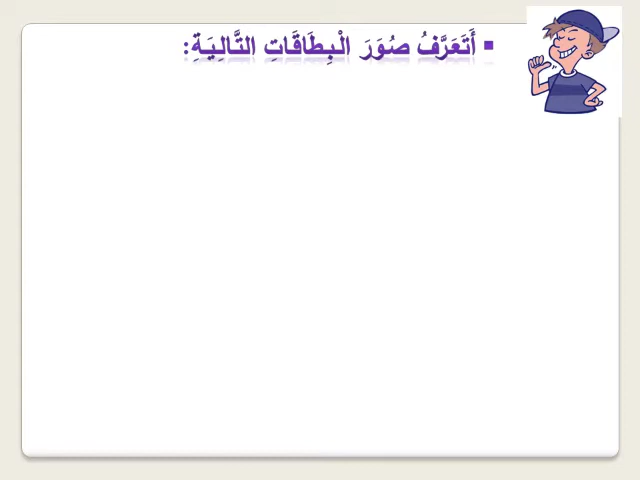 ▪ أَتَعَرَّفُ صُوَرَ الْبِطَاقَاتِ التَّالِيَةِ: